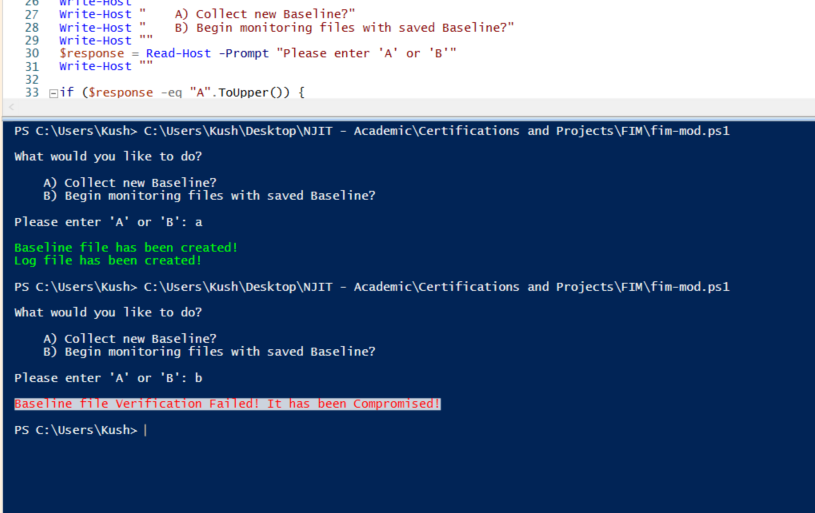 26 Write-Host
27 Write-Host "    A) Collect new Baseline?"
28 Write-Host "    B) Begin monitoring files with saved Baseline?"
29 Write-Host ""
30 $response = Read-Host -Prompt "Please enter 'A' or 'B'"
31 Write-Host ""
32
33 if ($response -eq "A".ToUpper()) {
PS C:\Users\Kush> C:\Users\Kush\Desktop\NJIT - Academic\Certifications and Projects\FIM\fim-mod.ps1
What would you like to do?
A) Collect new Baseline?
B) Begin monitoring files with saved Baseline?
Please enter 'A' or 'B': a
Baseline file has been created!
Log file has been created!
PS C:\Users\Kush> C:\Users\Kush\Desktop\NJIT - Academic\Certifications and Projects\FIM\fim-mod.ps1
What would you like to do?
A) Collect new Baseline?
B) Begin monitoring files with saved Baseline?
Please enter 'A' or 'B': b
Baseline file Verification Failed! It has been Compromised!
PS C:\Users\Kush>